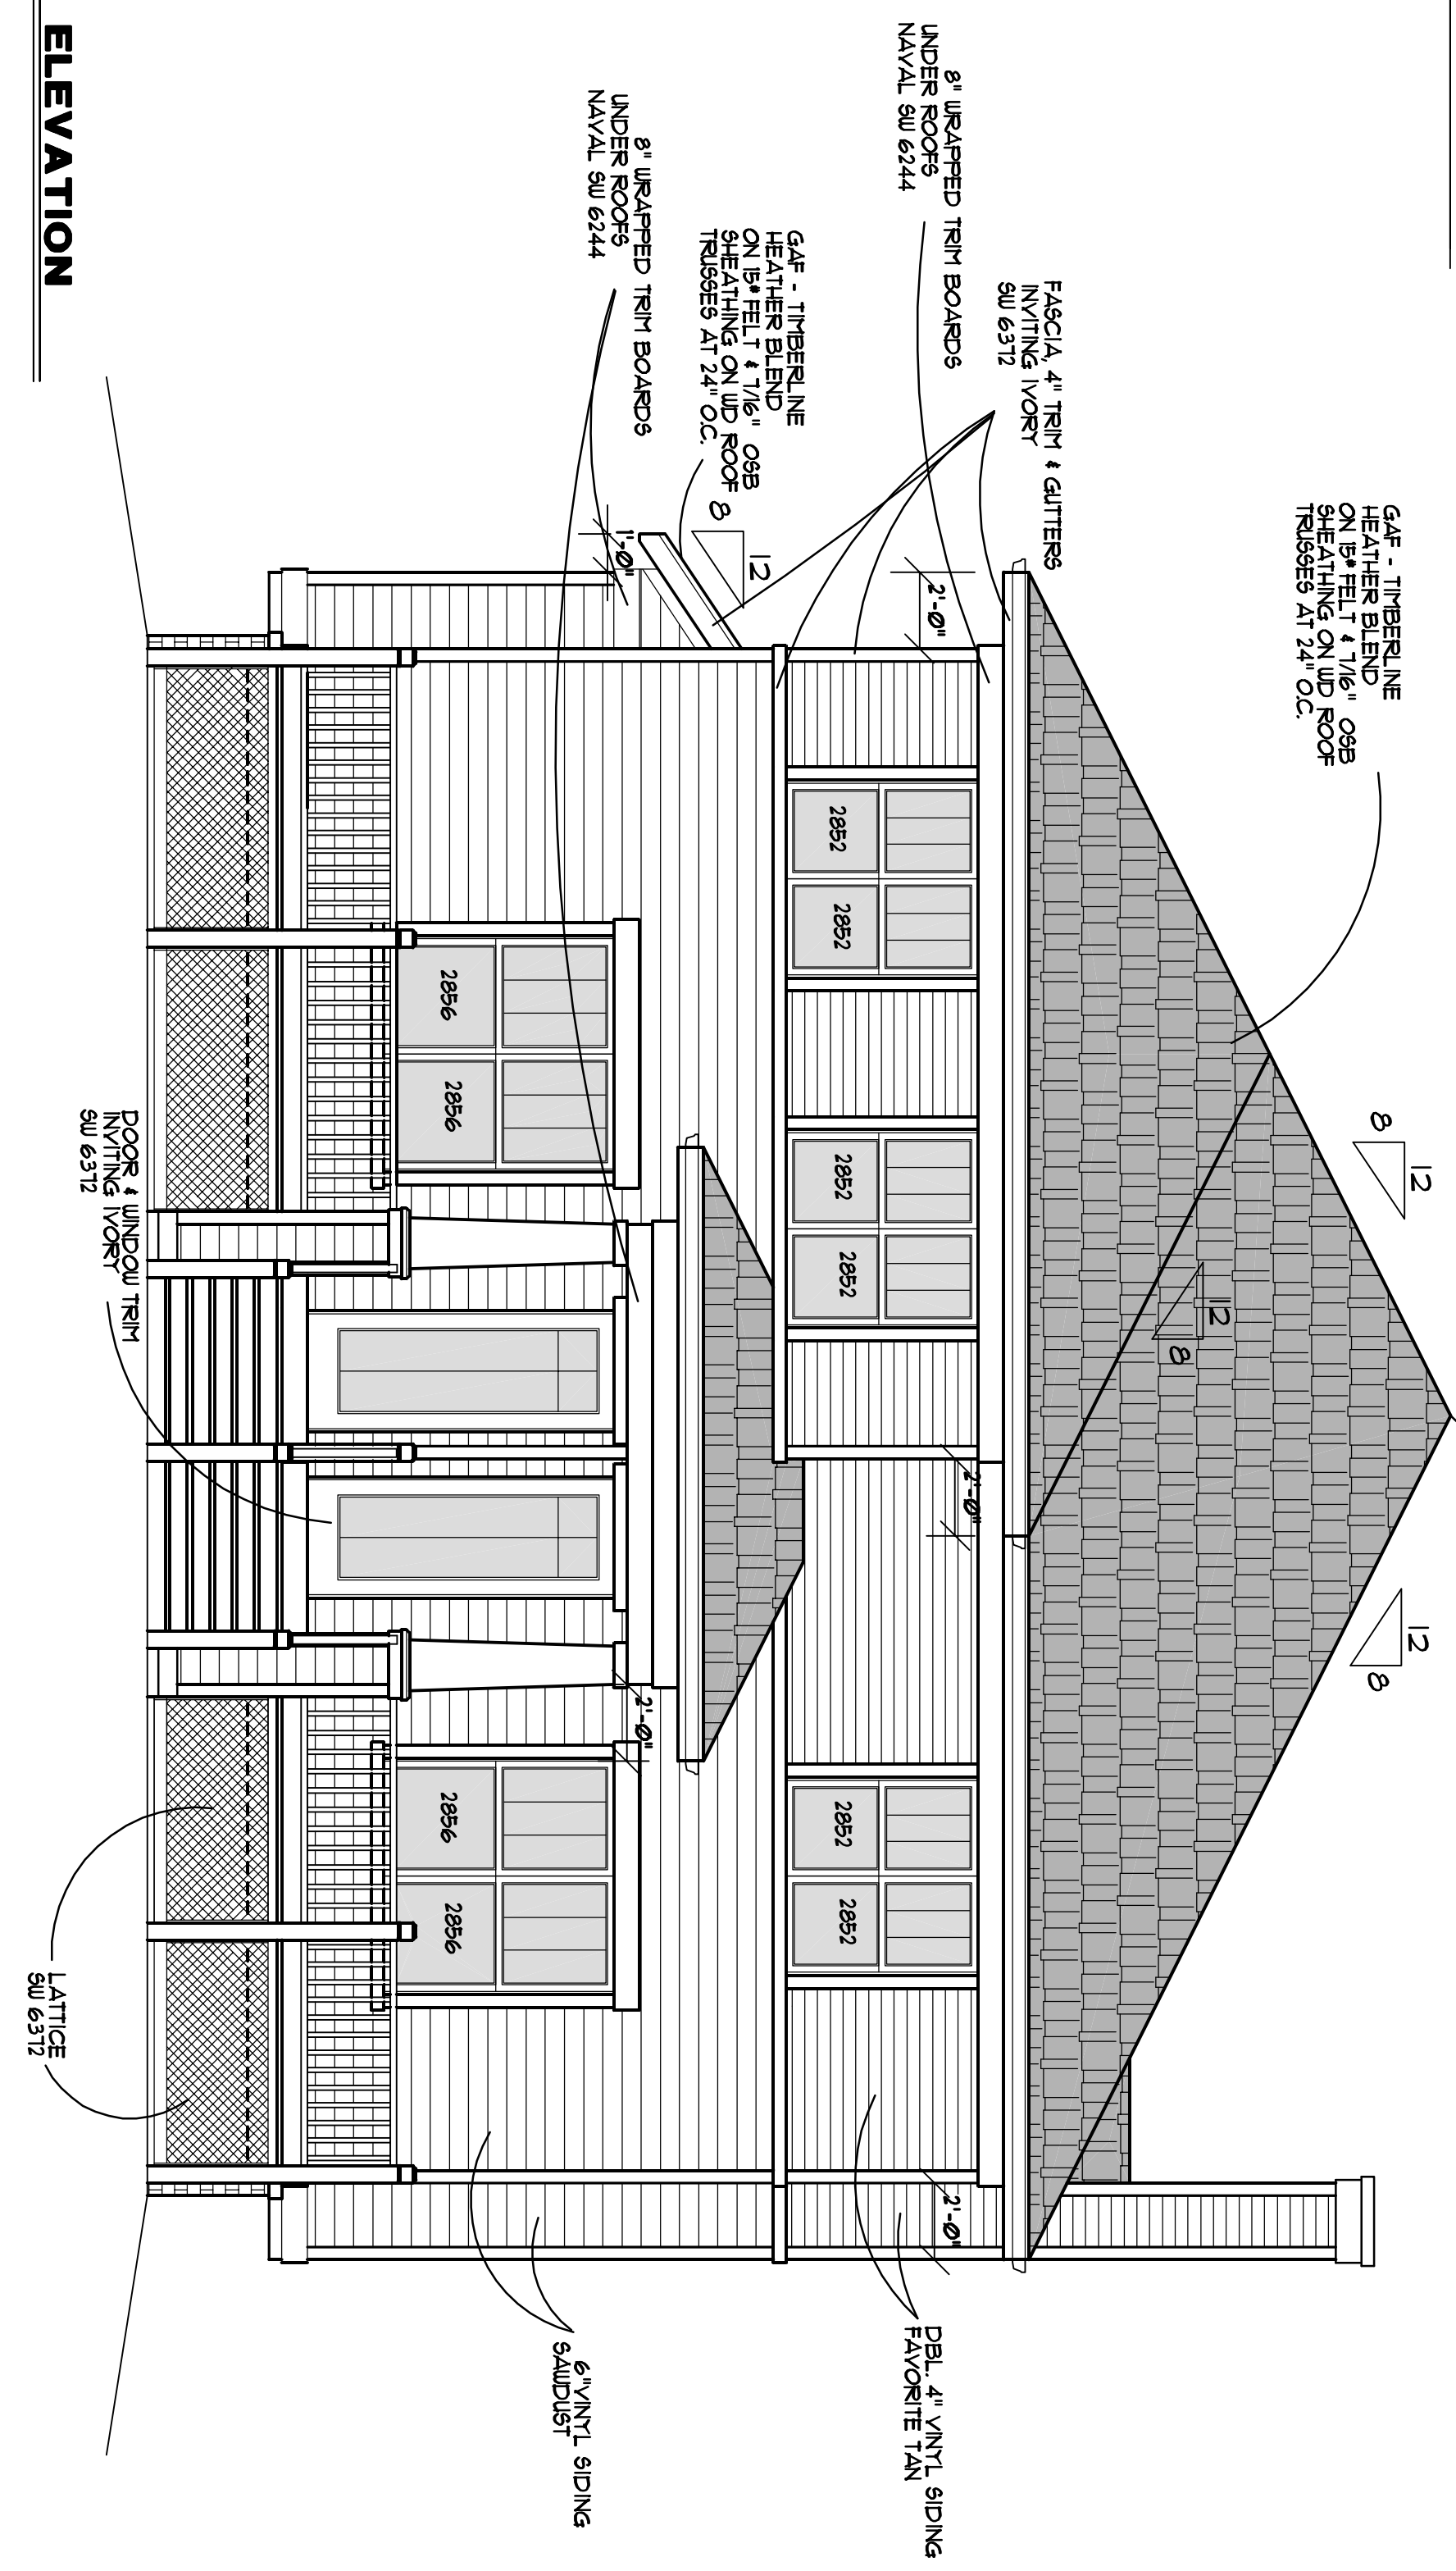 GAF - TIMBERLINE
HEATHER BLEND
ON 15# FELT & 7/16" OSB
SHEATHING ON WD ROOF
TRUSSES AT 24" O.C.
8
12
12
8
12
8
FASCIA, 4" TRIM & GUTTERS
INVITING IVORY
SW 6372
8" WRAPPED TRIM BOARDS
UNDER ROOFS
NAVAL SW 6244
2'-0"
2'-0"
2'-0"
DBL. 4" VINYL SIDING
FAVORITE TAN
2852
2852
2852
2852
2852
2852
GAF - TIMBERLINE
HEATHER BLEND
ON 15# FELT & 7/16" OSB
SHEATHING ON WD ROOF
TRUSSES AT 24" O.C.
8
12
8" WRAPPED TRIM BOARDS
UNDER ROOFS
NAVAL SW 6244
1'-0"
2'-0"
6" VINYL SIDING
SAWDUST
2856
2856
2856
2856
DOOR & WINDOW TRIM
INVITING IVORY
SW 6372
LATTICE
SW 6372
ELEVATION